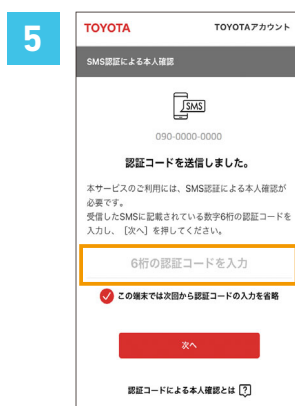 5
TOYOTA
TOYOTAアカウント
SMS認証による本人確認
SMS
090-0000-0000
認証コードを送信しました。
本サービスのご利用には、SMS認証による本人確認が
必要です。
受信したSMSに記載されている数字6桁の認証コードを
入力し、［次へ］を押してください。
6桁の認証コードを入力
この端末では次回から認証コードの入力を省略
次へ
認証コードによる本人確認とは ?